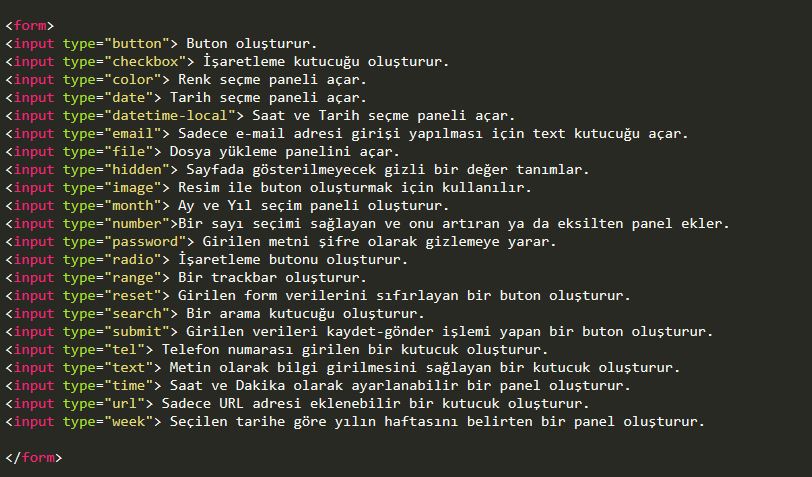 <form>
<input type="button"> Buton oluşturur.
<input type="checkbox"> İşaretleme kutucuğu oluşturur.
<input type="color"> Renk seçme paneli açar.
<input type="date"> Tarih seçme paneli açar.
<input type="datetime-local"> Saat ve Tarih seçme paneli açar.
<input type="email"> Sadece e-mail adresi girişi yapılması için text kutucuğu açar.
<input type="file"> Dosya yükleme panelini açar.
<input type="hidden"> Sayfada gösterilmeyecek gizli bir değer tanımlar.
<input type="image"> Resim ile buton oluşturmak için kullanılır.
<input type="month"> Ay ve Yıl seçim paneli oluşturur.
<input type="number">Bir sayı seçimi sağlayan ve onu artıran ya da eksilten panel ekler.
<input type="password"> Girilen metni şifre olarak gizlemeye yarar.
<input type="radio"> İşaretleme butonu oluşturur.
<input type="range"> Bir trackbar oluşturur.
<input type="reset"> Girilen form verilerini sıfırlayan bir buton oluşturur.
<input type="search"> Bir arama kutucuğu oluşturur.
<input type="submit"> Girilen verileri kaydet-gönder işlemi yapan bir buton oluşturur.
<input type="tel"> Telefon numarası girilen bir kutucuk oluşturur.
<input type="text"> Metin olarak bilgi girilmesini sağlayan bir kutucuk oluşturur.
<input type="time"> Saat ve Dakika olarak ayarlanabilir bir panel oluşturur.
<input type="url"> Sadece URL adresi eklenebilir bir kutucuk oluşturur.
<input type="week"> Seçilen tarihe göre yılın haftasını belirten bir panel oluşturur.
</form>